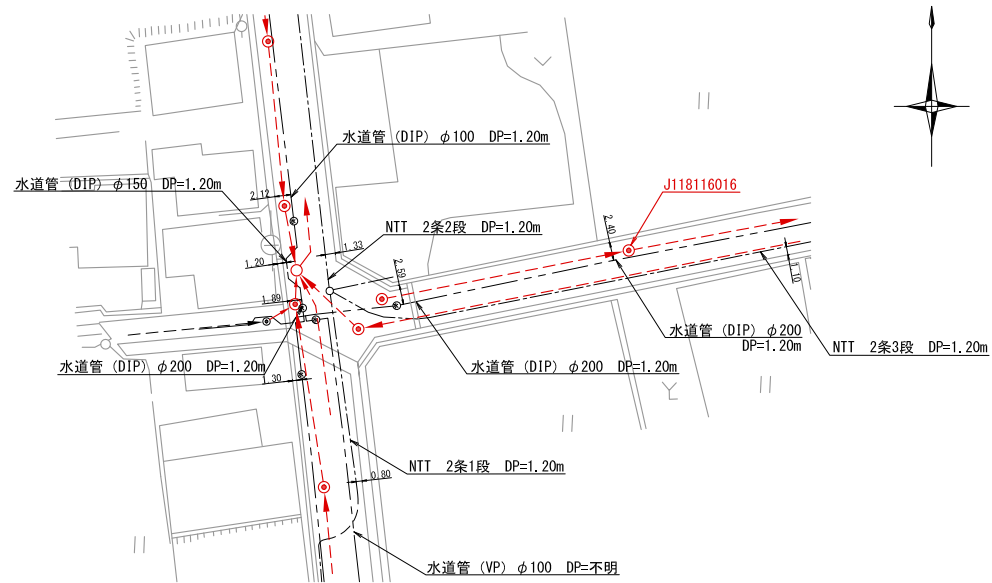 水道管 (DIP) φ100 DP=1.20m
水道管 (DIP) φ150 DP=1.20m
2.12
J118116016
NTT 2条2段 DP=1.20m
2.40
1.33
1.20
2.59
1.10
1.89
水道管 (DIP) φ200
DP=1.20m
NTT 2条3段 DP=1.20m
水道管 (DIP) φ200 DP=1.20m
水道管 (DIP) φ200 DP=1.20m
1.30
NTT 2条1段 DP=1.20m
0.80
水道管 (VP) φ100 DP=不明